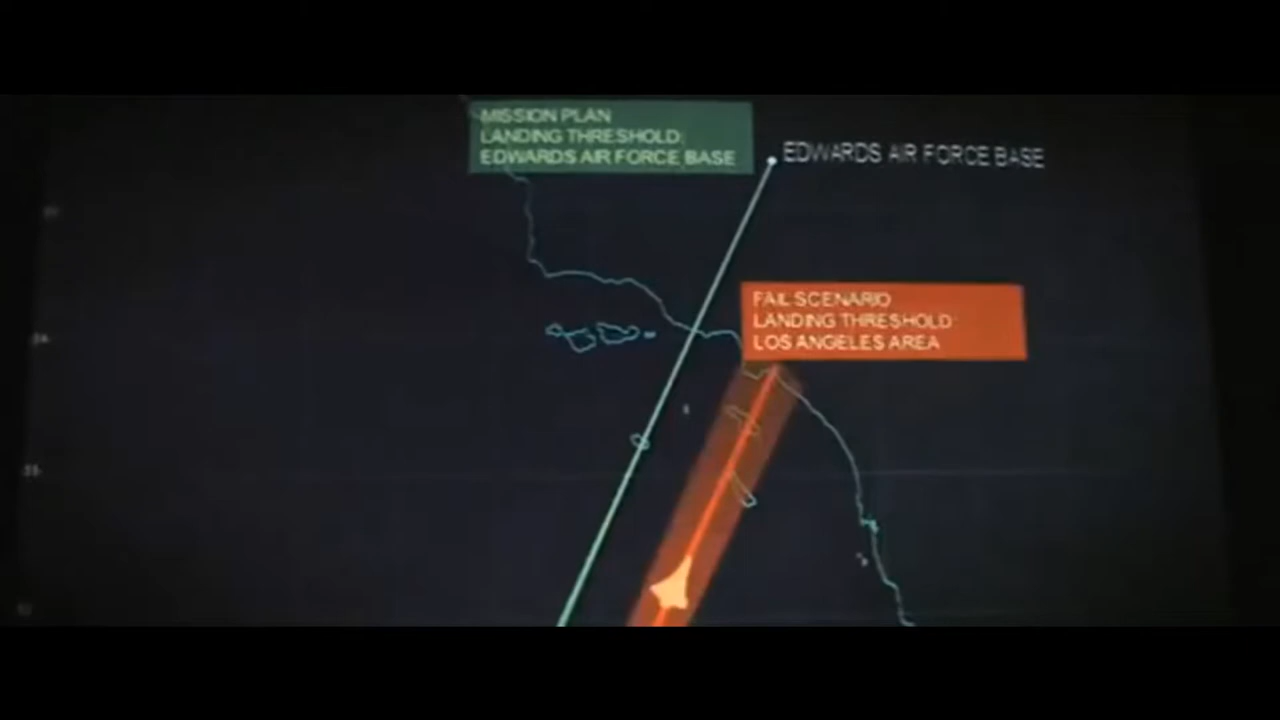 MISSION PLAN
LANDING THRESHOLD:
EDWARDS AIR FORCE BASE
EDWARDS AIR FORCE BASE
FAIL SCENARIO
LANDING THRESHOLD:
LOS ANGELES AREA